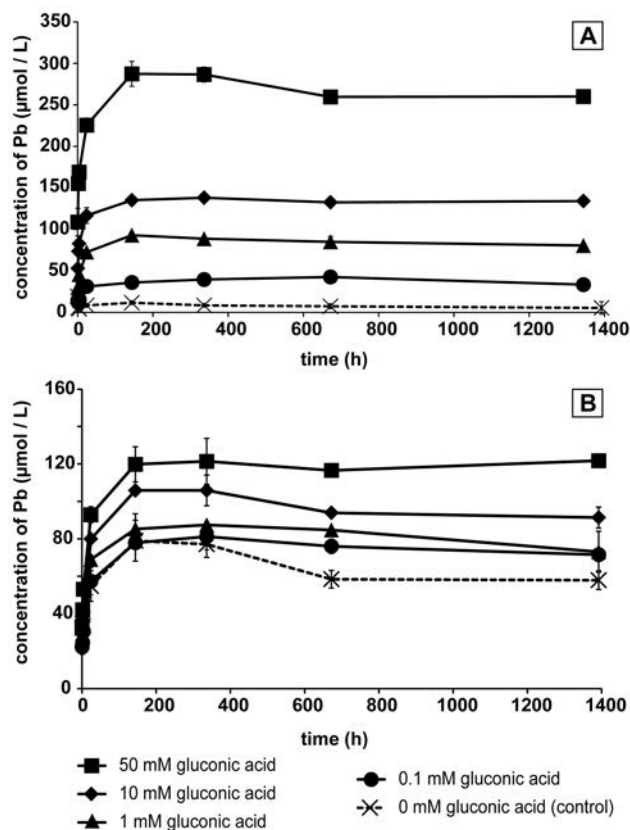 A
concentration of Pb (µmol / L)
350
300
250
200
150
100
50
0
0 200 400 600 800 1000 1200 1400
time (h)
B
concentration of Pb (µmol / L)
160
120
80
40
0
0 200 400 600 800 1000 1200 1400
time (h)
50 mM gluconic acid
10 mM gluconic acid
1 mM gluconic acid
0.1 mM gluconic acid
0 mM gluconic acid (control)